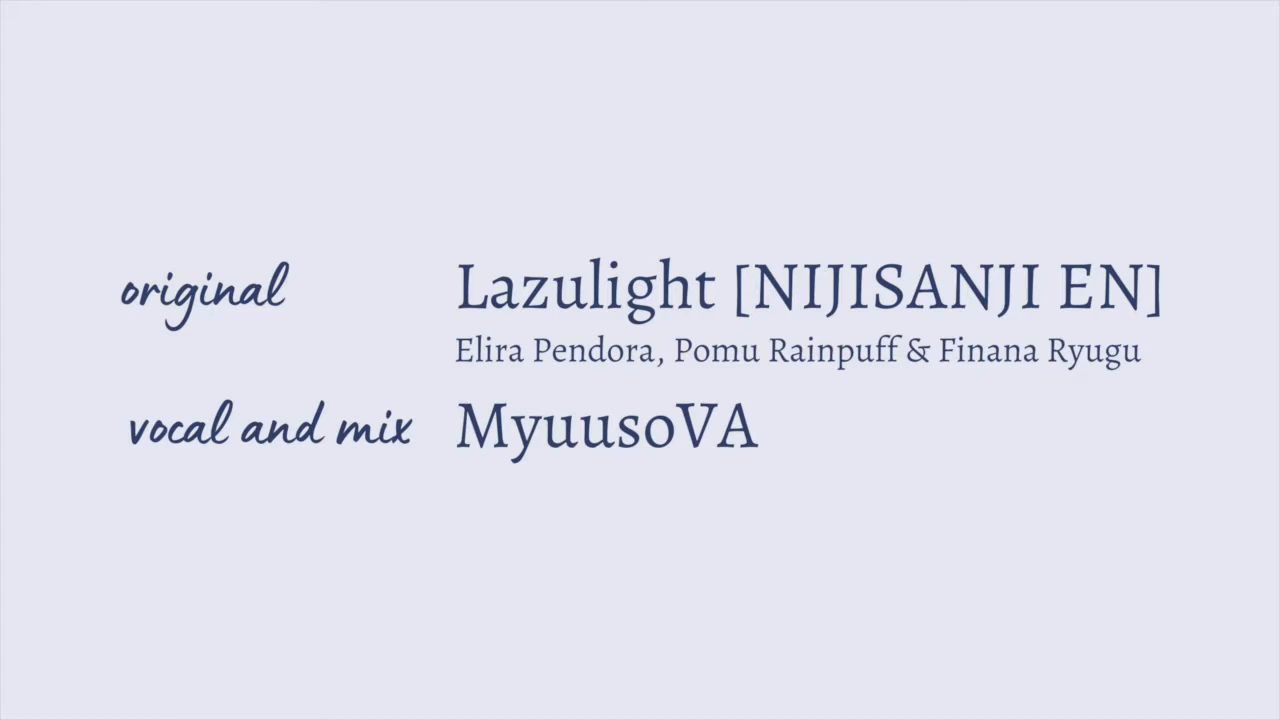 original Lazulight [NIJISANJI EN]
Elira Pendora, Pomu Rainpuff & Finana Ryugu
vocal and mix MyuusoVA